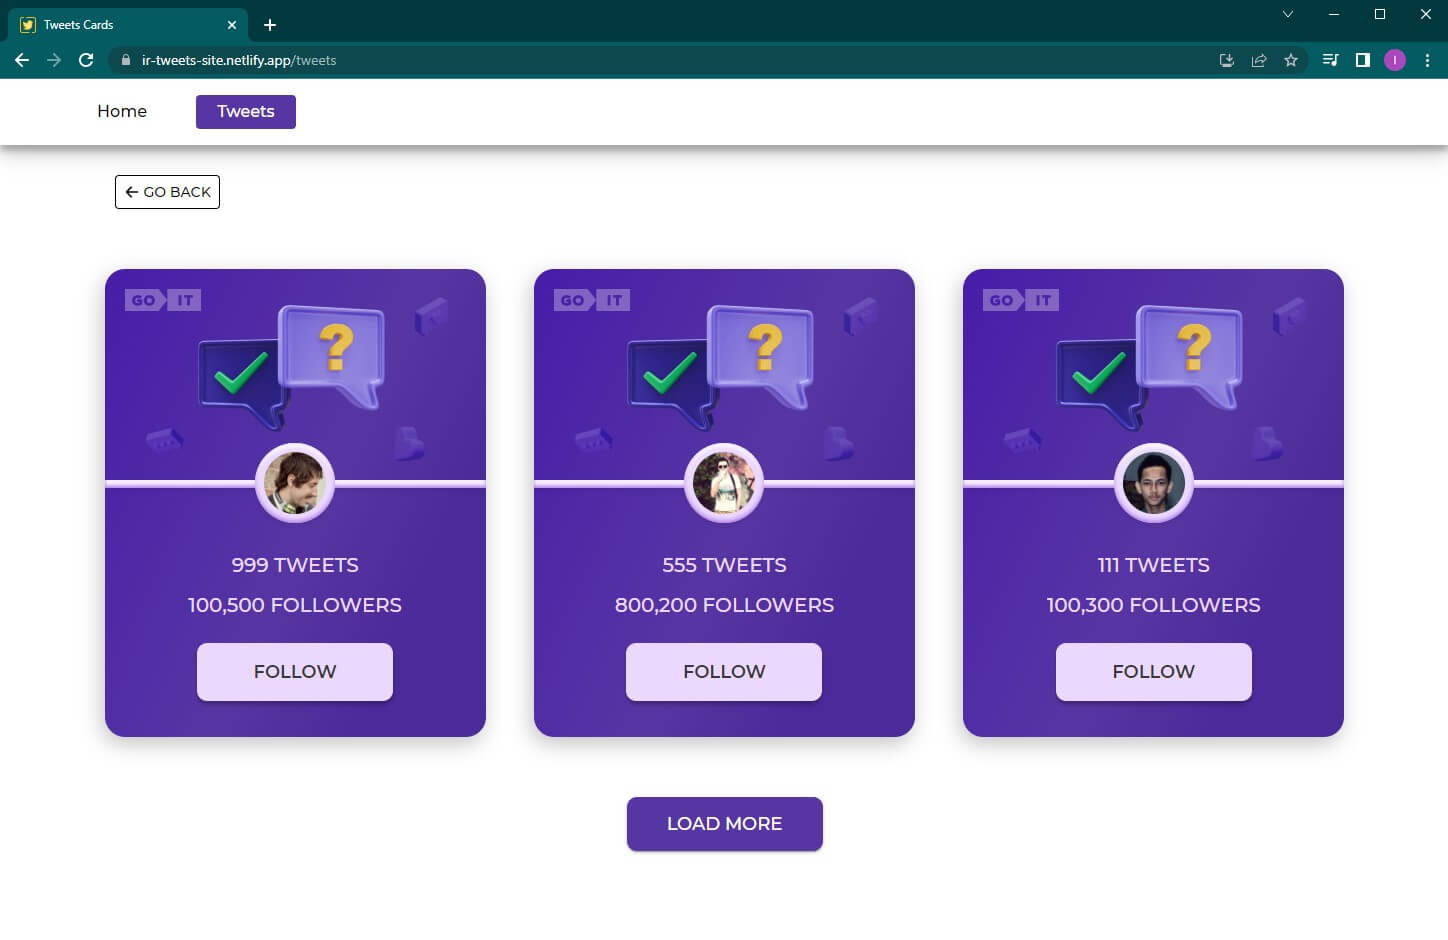 Tweets Cards
ir-tweets-site.netlify.app/tweets
I
Home
Tweets
GO BACK
GO IT
?
999 TWEETS
100,500 FOLLOWERS
FOLLOW
GO IT
?
555 TWEETS
800,200 FOLLOWERS
FOLLOW
GO IT
?
111 TWEETS
100,300 FOLLOWERS
FOLLOW
LOAD MORE